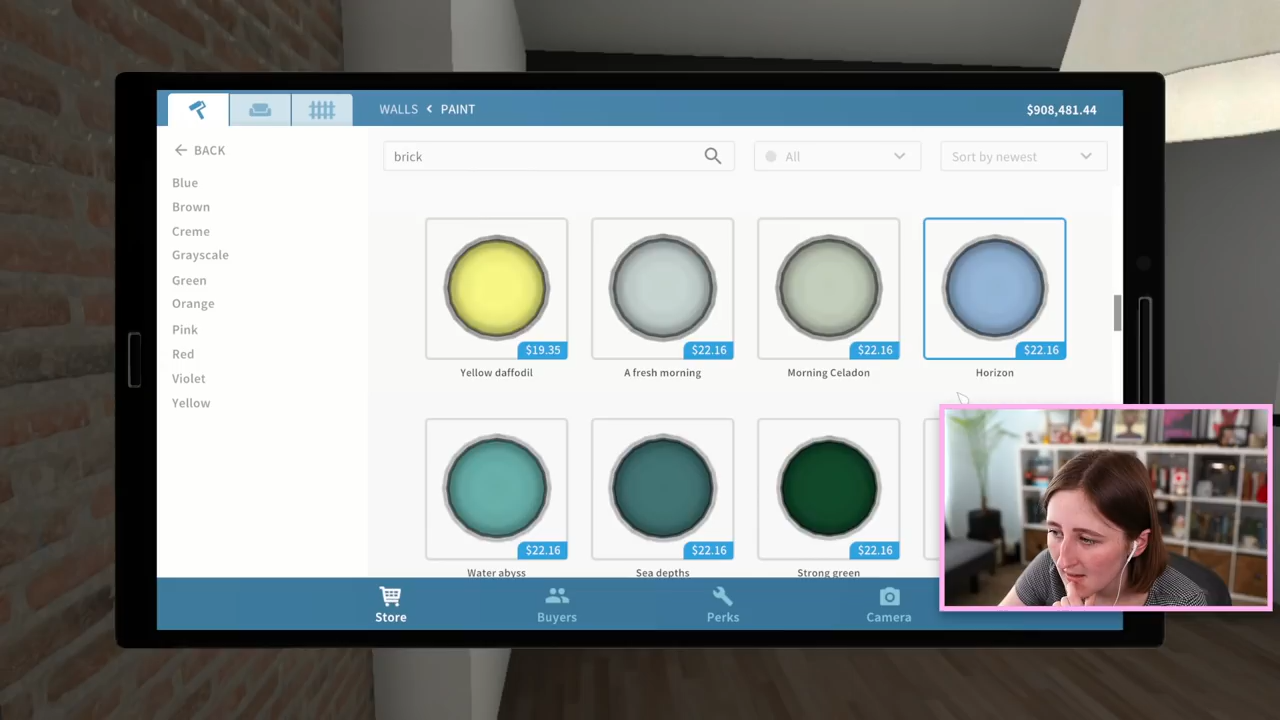 WALLS < PAINT
$908,481.44
BACK
brick
All
Sort by newest
Blue
Brown
Creme
Grayscale
Green
Orange
Pink
Red
Violet
Yellow
$19.35
$22.16
$22.16
$22.16
Yellow daffodil
A fresh morning
Morning Celadon
Horizon
$22.16
$22.16
$22.16
Water abyss
Sea depths
Strong green
Store
Buyers
Perks
Camera